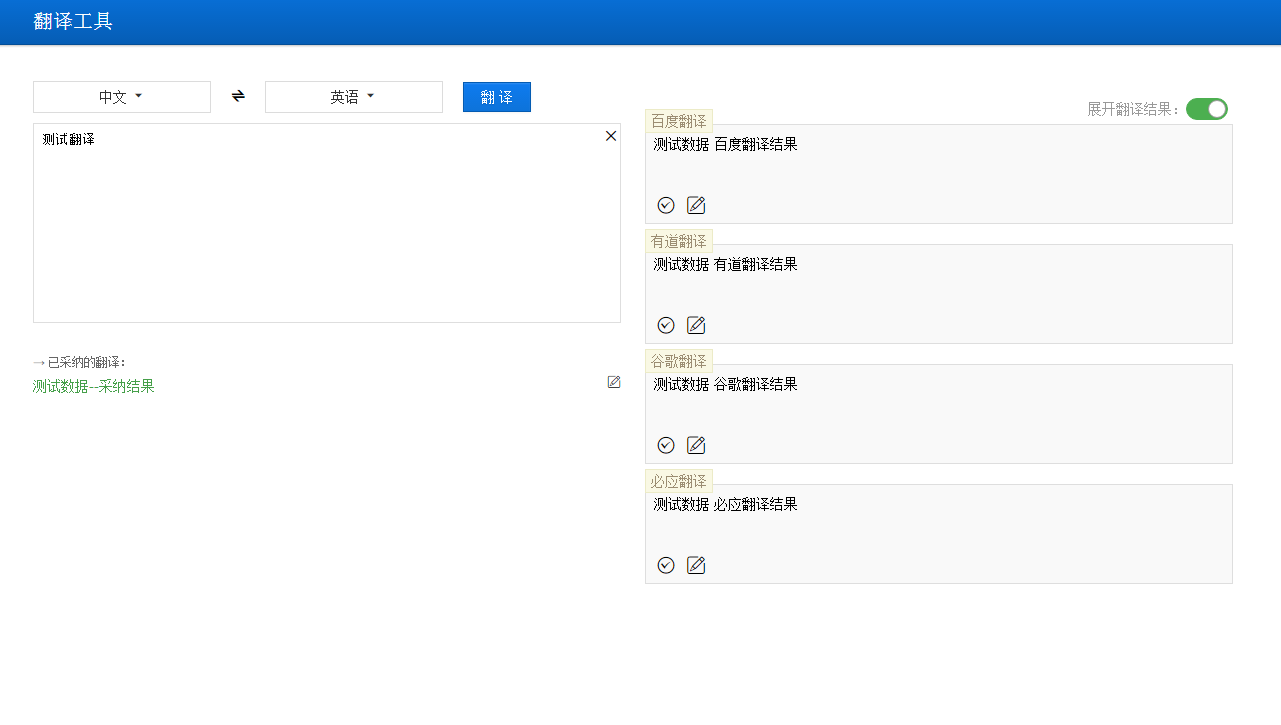 翻译工具
中文
英语
翻 译
展开翻译结果：
测试翻译
→已采纳的翻译：
测试数据--采纳结果
百度翻译
测试数据 百度翻译结果
有道翻译
测试数据 有道翻译结果
谷歌翻译
测试数据 谷歌翻译结果
必应翻译
测试数据 必应翻译结果